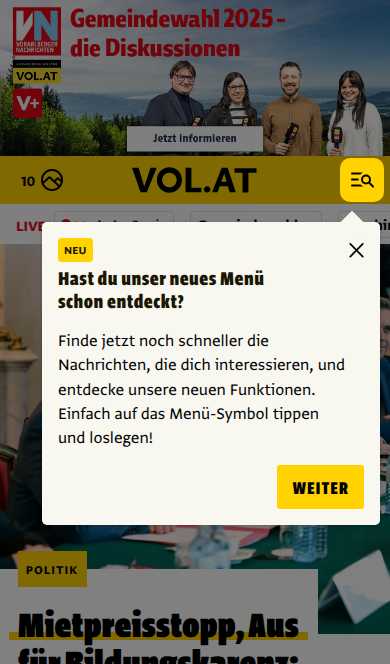 Gemeindewahl 2025 –
die Diskussionen
VN
VORARLBERGER
NACHRICHTEN
VOL.AT
V+
Jetzt informieren
10
VOL.AT
LIVE
NEU
Hast du unser neues Menü
schon entdeckt?
Finde jetzt noch schneller die
Nachrichten, die dich interessieren, und
entdecke unsere neuen Funktionen.
Einfach auf das Menü-Symbol tippen
und loslegen!
WEITER
POLITIK
Mietpreisstopp, Aus
für Bildungskarenz: